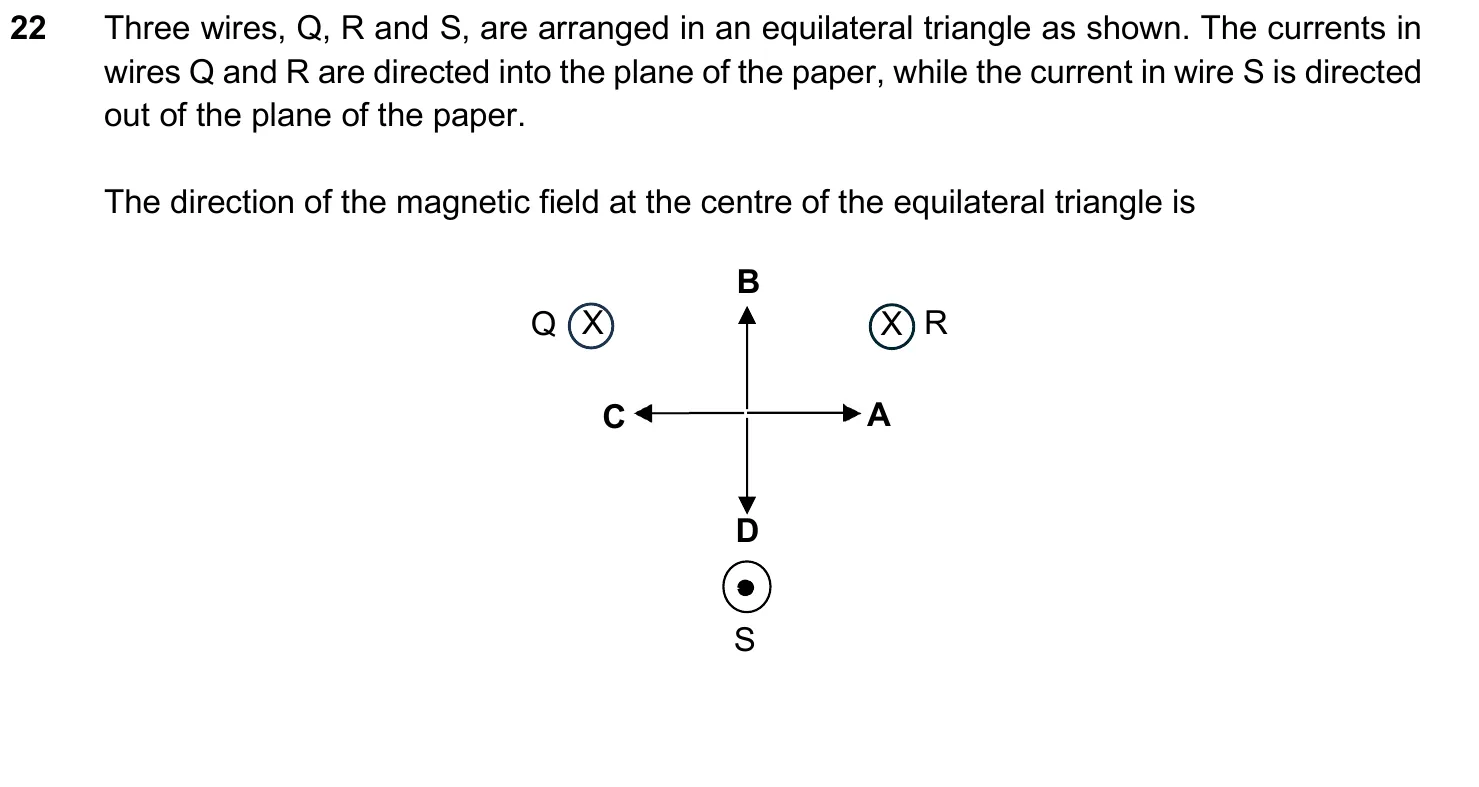 22 Three wires, Q, R and S, are arranged in an equilateral triangle as shown. The currents in
wires Q and R are directed into the plane of the paper, while the current in wire S is directed
out of the plane of the paper.
The direction of the magnetic field at the centre of the equilateral triangle is
B
Q X X R
C A
D
S